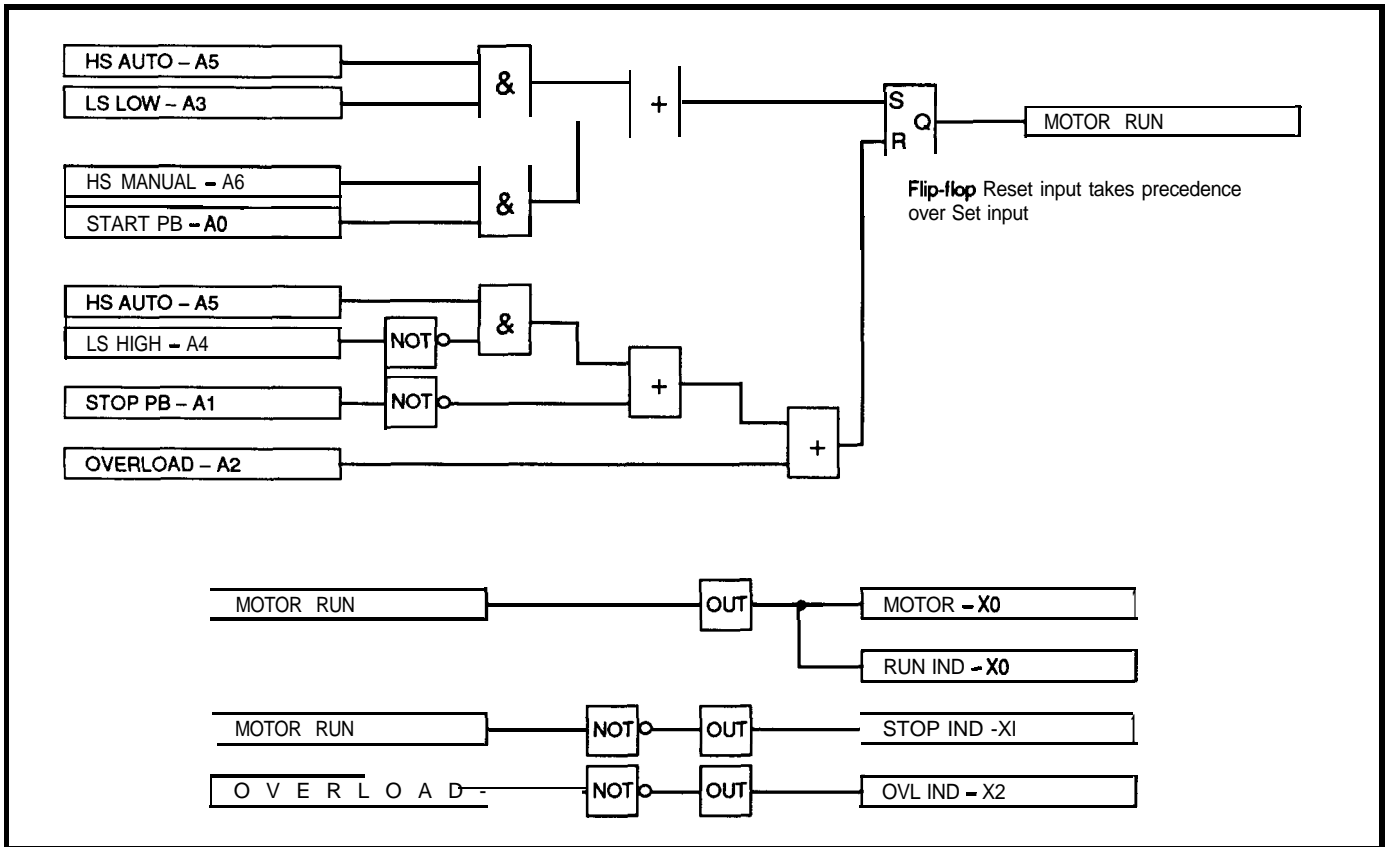 HS AUTO – A5
LS LOW – A3
&
+
S
Q
R
MOTOR RUN
HS MANUAL – A6
START PB – A0
&
Flip-flop Reset input takes precedence
over Set input
HS AUTO – A5
LS HIGH – A4
NOT
&
STOP PB – A1
NOT
+
OVERLOAD – A2
+
MOTOR RUN
OUT
MOTOR – X0
RUN IND – X0
MOTOR RUN
NOT
OUT
STOP IND -XI
OVERLOAD-
NOT
OUT
OVL IND – X2